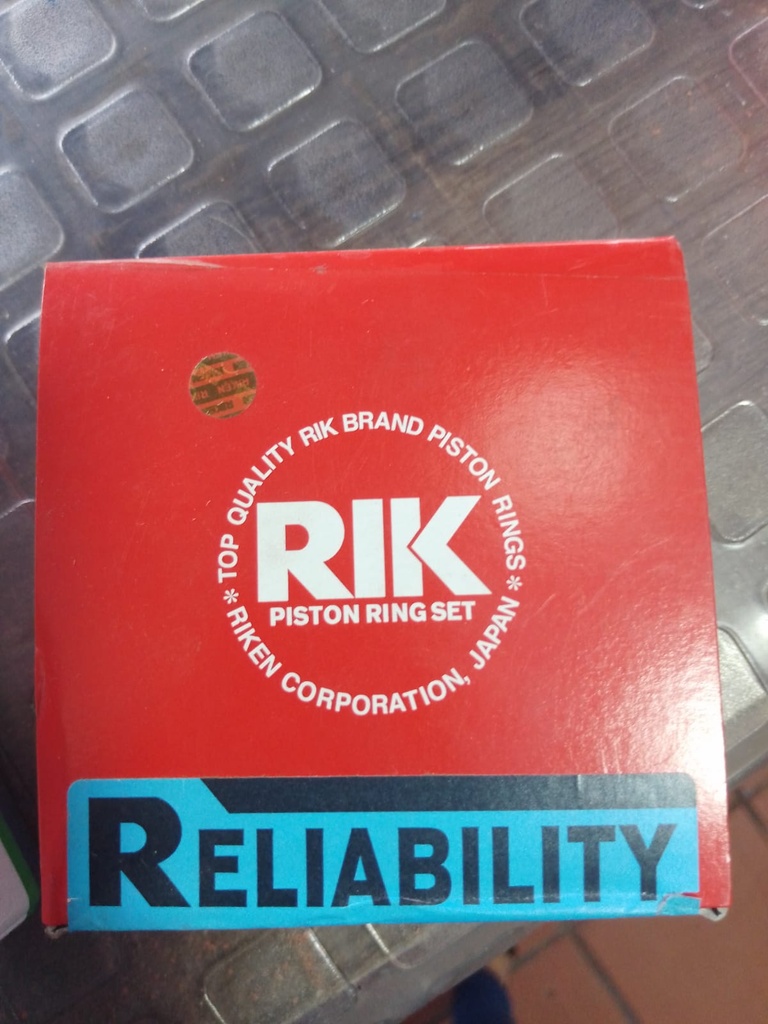 TOP QUALITY RIK BRAND PISTON RINGS
RIK
PISTON RING SET
* RIKEN CORPORATION, JAPAN *
RELIABILITY